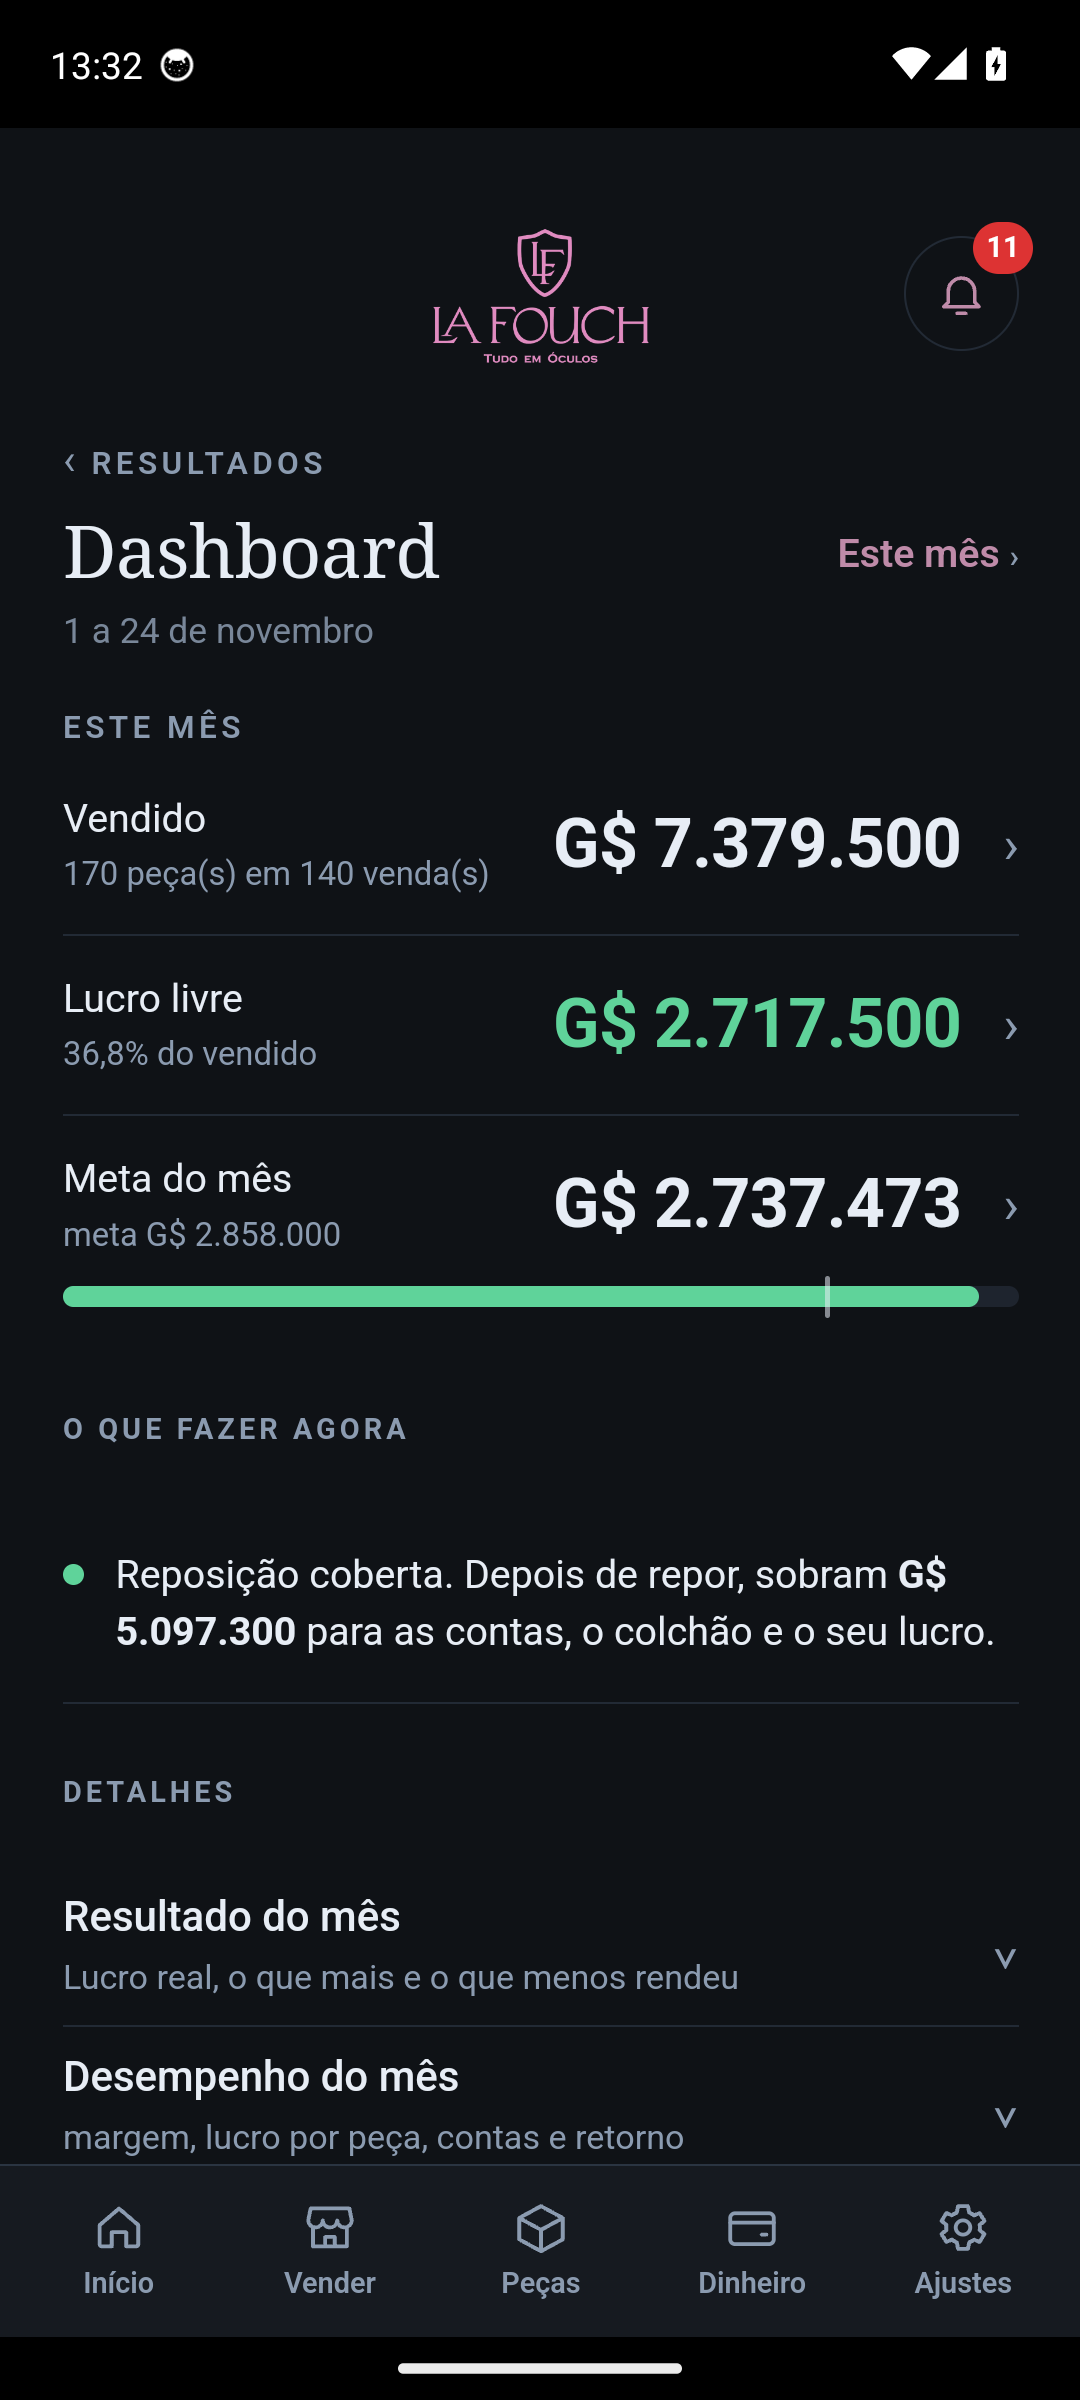 13:32
11
LF
LA FOUCH
TUDO EM ÓCULOS
‹ RESULTADOS
Dashboard
Este mês ›
1 a 24 de novembro
ESTE MÊS
Vendido
G$ 7.379.500 ›
170 peça(s) em 140 venda(s)
Lucro livre
G$ 2.717.500 ›
36,8% do vendido
Meta do mês
G$ 2.737.473 ›
meta G$ 2.858.000
O QUE FAZER AGORA
Reposição coberta. Depois de repor, sobram G$
5.097.300 para as contas, o colchão e o seu lucro.
DETALHES
Resultado do mês
Lucro real, o que mais e o que menos rendeu
Desempenho do mês
margem, lucro por peça, contas e retorno
Início
Vender
Peças
Dinheiro
Ajustes